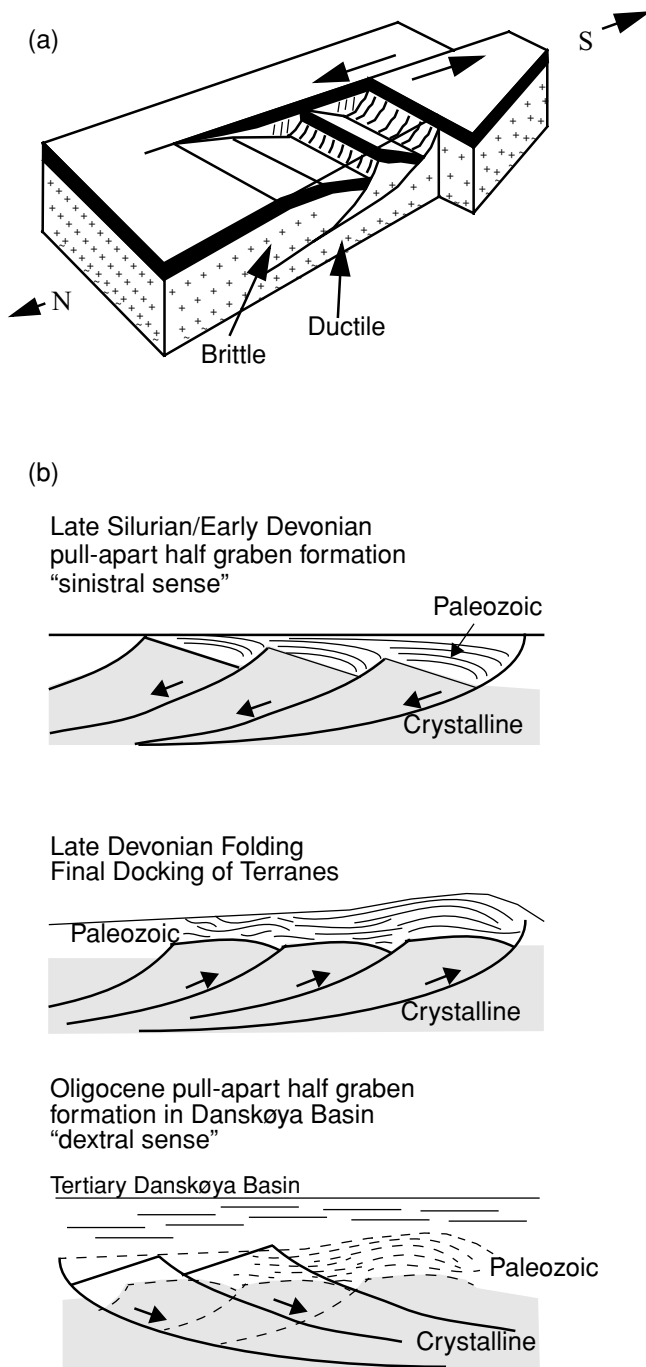 (a)
S
N
Ductile
Brittle
(b)
Late Silurian/Early Devonian
pull-apart half graben formation
“sinistral sense”
Paleozoic
Crystalline
Late Devonian Folding
Final Docking of Terranes
Paleozoic
Crystalline
Oligocene pull-apart half graben
formation in Danskøya Basin
“dextral sense”
Tertiary Danskøya Basin
Paleozoic
Crystalline